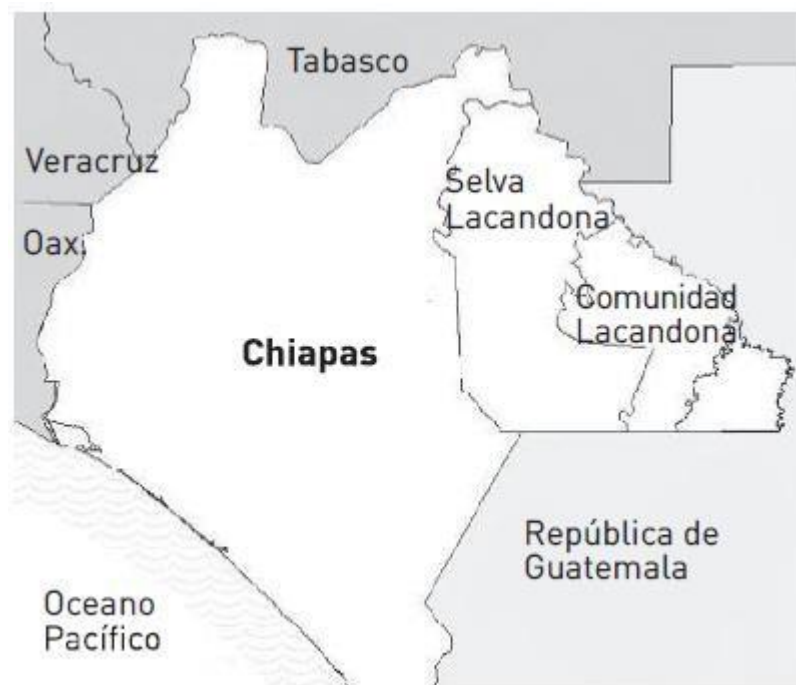 Tabasco
Veracruz
Selva
Lacandona
Oax.
Comunidad
Lacandona
Chiapas
República de
Guatemala
Oceano
Pacífico